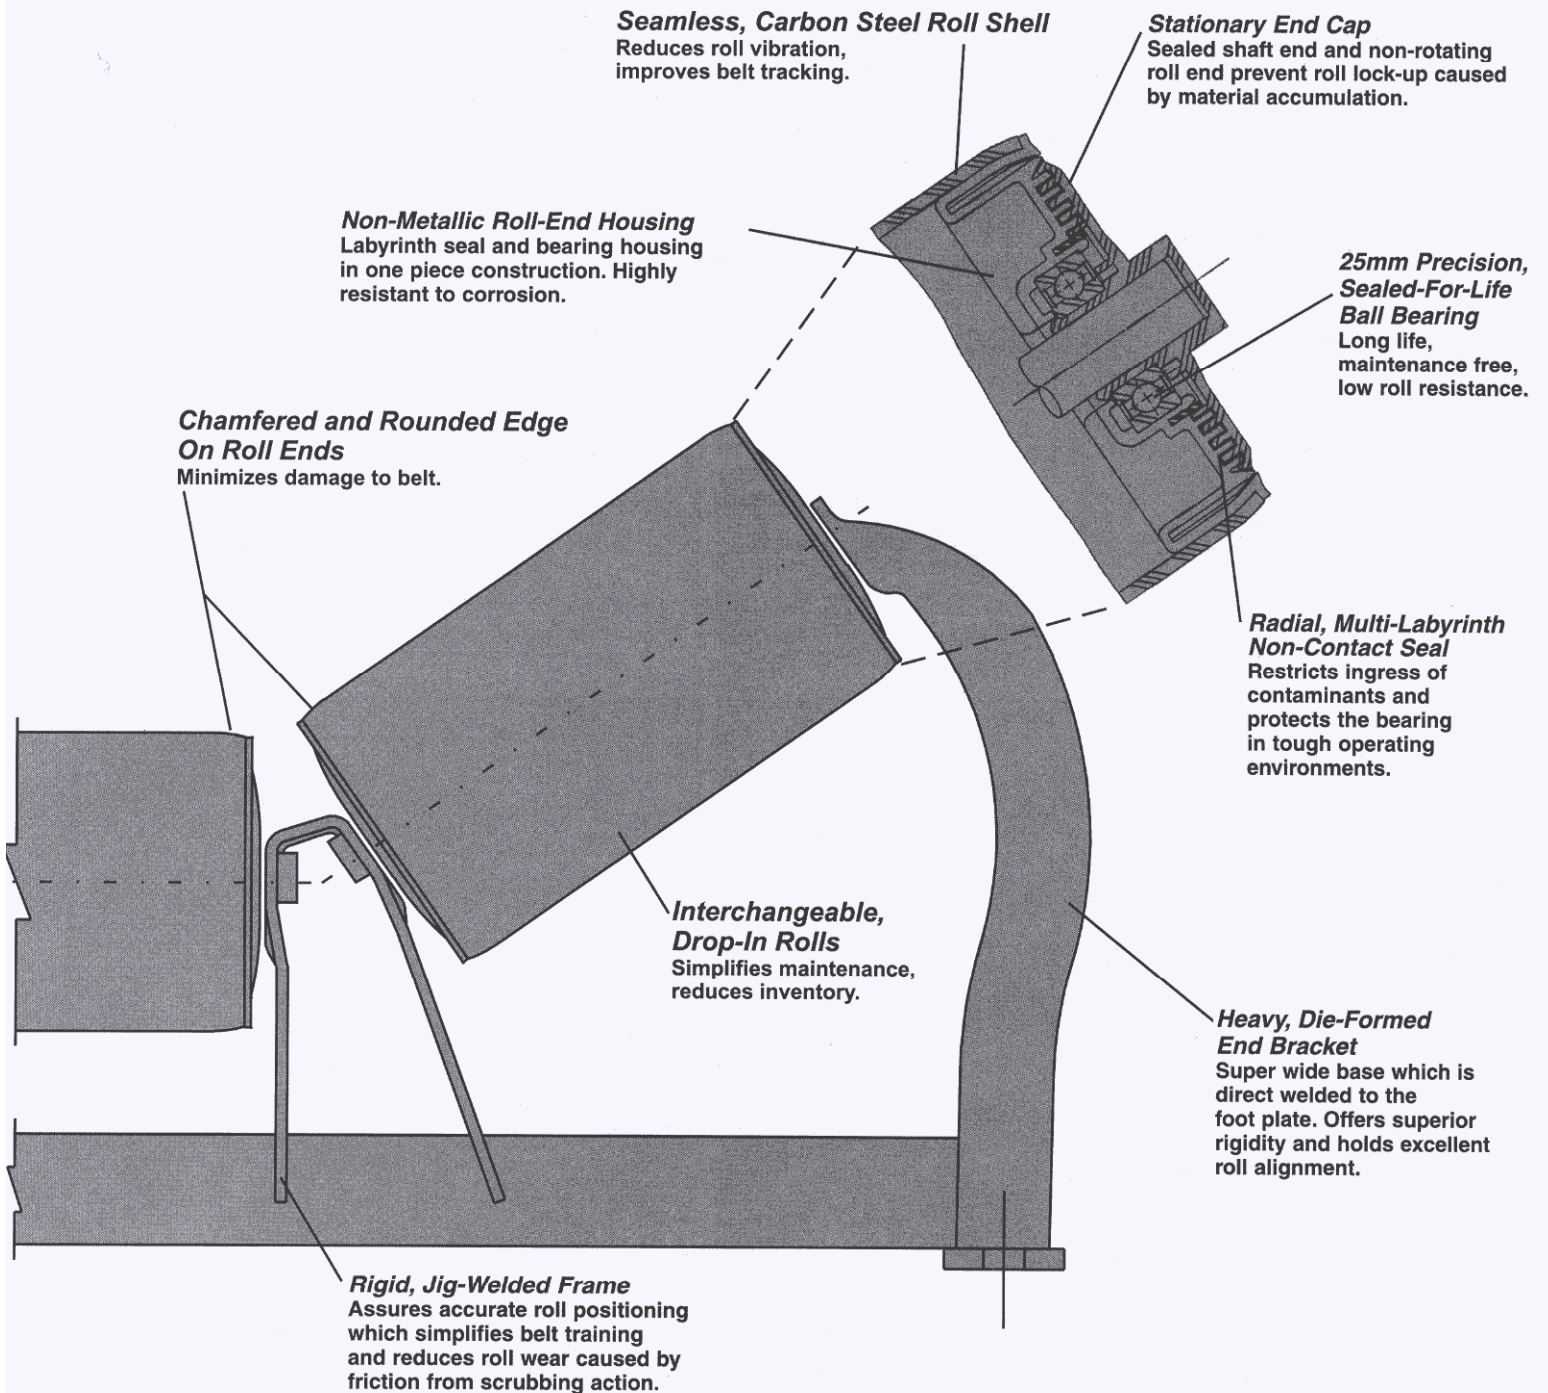 Seamless, Carbon Steel Roll Shell
Reduces roll vibration,
improves belt tracking.
Stationary End Cap
Sealed shaft end and non-rotating
roll end prevent roll lock-up caused
by material accumulation.
Non-Metallic Roll-End Housing
Labyrinth seal and bearing housing
in one piece construction. Highly
resistant to corrosion.
25mm Precision,
Sealed-For-Life
Ball Bearing
Long life,
maintenance free,
low roll resistance.
Chamfered and Rounded Edge
On Roll Ends
Minimizes damage to belt.
Radial, Multi-Labyrinth
Non-Contact Seal
Restricts ingress of
contaminants and
protects the bearing
in tough operating
environments.
Interchangeable,
Drop-In Rolls
Simplifies maintenance,
reduces inventory.
Heavy, Die-Formed
End Bracket
Super wide base which is
direct welded to the
foot plate. Offers superior
rigidity and holds excellent
roll alignment.
Rigid, Jig-Welded Frame
Assures accurate roll positioning
which simplifies belt training
and reduces roll wear caused by
friction from scrubbing action.